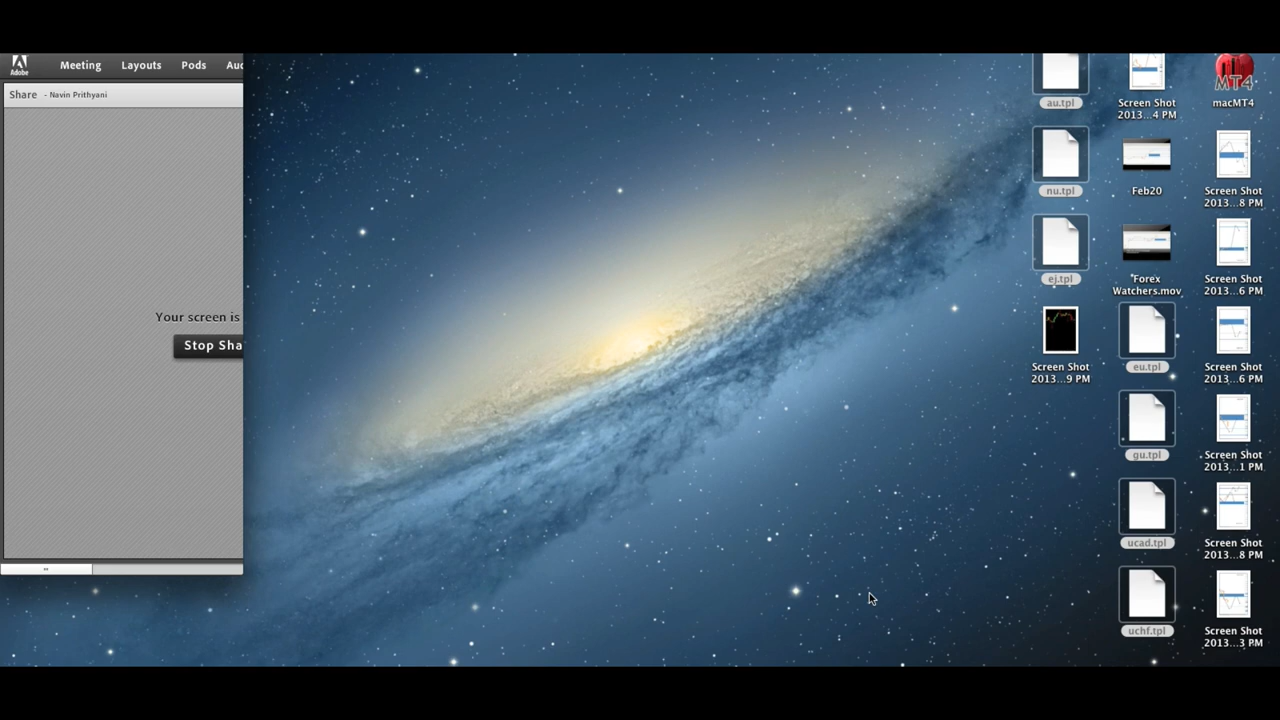 Adobe
Meeting
Layouts
Pods
Share - Navin Prithyani
Your screen is
au.tpl
Screen Shot
2013...4 PM
MT4
macMT4
nu.tpl
Feb20
Screen Shot
2013...8 PM
ej.tpl
Forex
Watchers.mov
Screen Shot
2013...6 PM
Screen Shot
2013...9 PM
eu.tpl
Screen Shot
2013...6 PM
gu.tpl
Screen Shot
2013...1 PM
ucad.tpl
Screen Shot
2013...8 PM
uchf.tpl
Screen Shot
2013...3 PM
Stop Sha
Aud